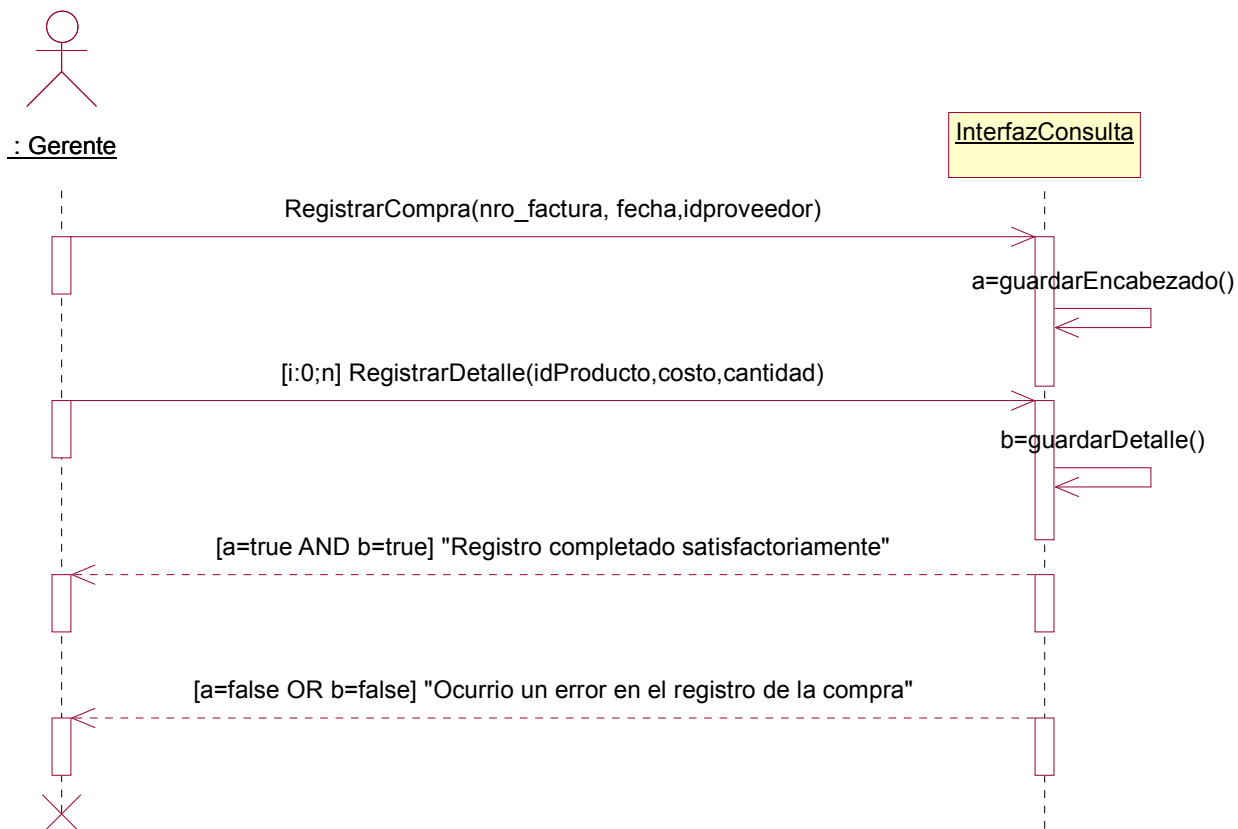 : Gerente
InterfazConsulta
RegistrarCompra(nro_factura, fecha,idproveedor)
a=guardarEncabezado()
[i:0;n] RegistrarDetalle(idProducto,costo,cantidad)
b=guardarDetalle()
[a=true AND b=true] "Registro completado satisfactoriamente"
[a=false OR b=false] "Ocurrio un error en el registro de la compra"